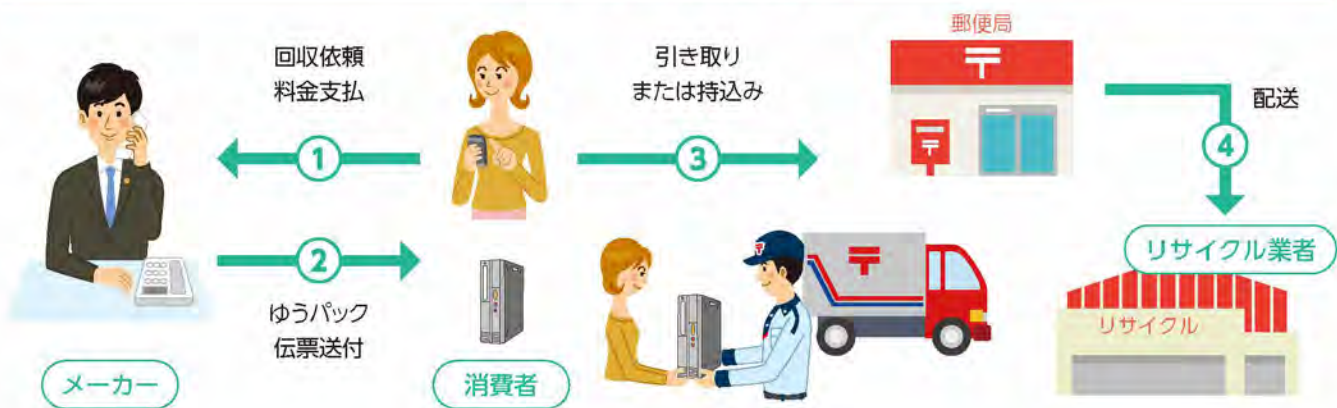 回収依頼
料金支払
①
②
ゆうパック
伝票送付
メーカー
消費者
引き取り
または持込み
③
郵便局
〒
〒
〒
〒
配送
④
リサイクル業者
リサイクル